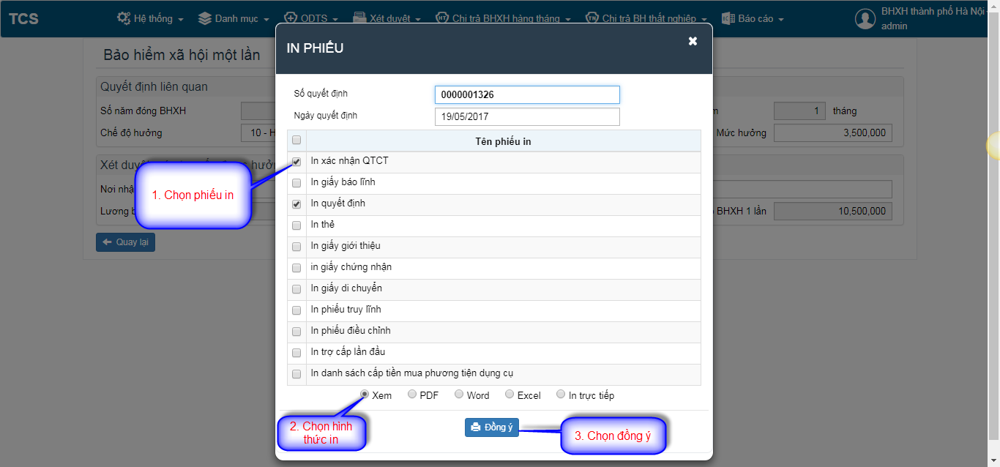 TCS
Hệ thống
Danh mục
ODTS
Xét duyệt
Chi trả BHXH hàng tháng
Chi trả BH thất nghiệp
Báo cáo
BHXH thành phố Hà Nội -
admin
Bảo hiểm xã hội một lần
IN PHIẾU
Quyết định liên quan
Số quyết định
0000001326
Số năm đóng BHXH
Ngày quyết định
19/05/2017
1
tháng
Chế độ hưởng
10 - H
Mức hưởng
3,500,000
Tên phiếu in
In xác nhận QTCT
In giấy báo lĩnh
In quyết định
In thẻ
In giấy giới thiệu
in giấy chứng nhận
In giấy di chuyển
In phiếu truy lĩnh
In phiếu điều chỉnh
In trợ cấp lần đầu
In danh sách cấp tiền mua phương tiện dụng cụ
Xét duyệ
hưởn
Nơi nhậ
Lương b
BHXH 1 lần
10,500,000
1. Chọn phiếu in
Quay lại
Xem
PDF
Word
Excel
In trực tiếp
2. Chọn hình
thức in
Đồng ý
3. Chọn đồng ý